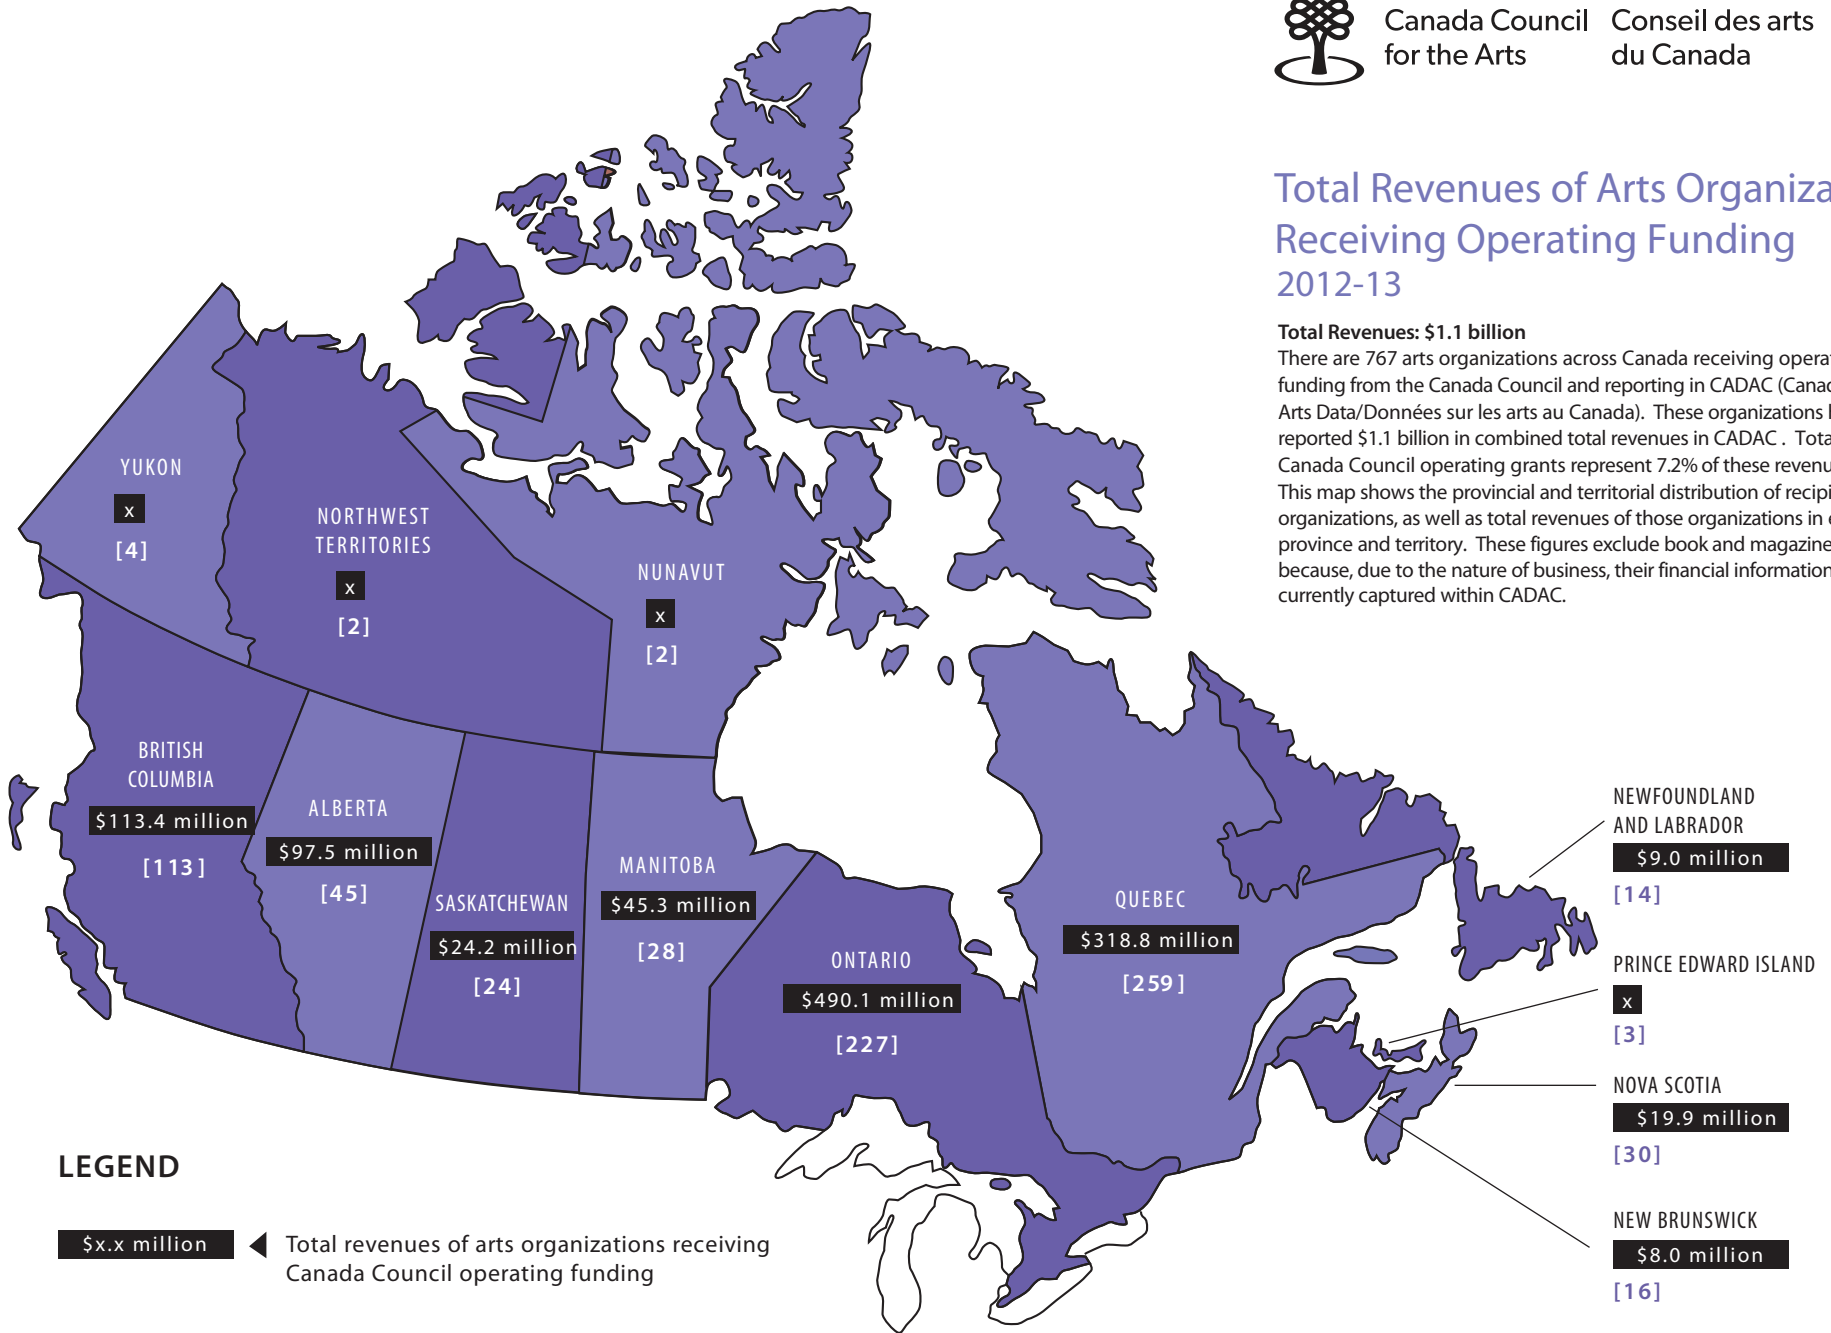 Canada Council
for the Arts
Conseil des arts
du Canada
Total Revenues of Arts
Receiving Operating Funding
2012-13
Total Revenues: $1.1 billion
There are 767 arts organizations across Canada receiving
funding from the Canada Council and reporting in CADAC
Arts Data/Données sur les arts au Canada). These organizations
reported $1.1 billion in combined total revenues in CADAC . 
Canada Council operating grants represent 7.2% of these
This map shows the provincial and territorial distribution of
organizations, as well as total revenues of those organizations in
province and territory. These figures exclude book and magazine
because, due to the nature of business, their financial information
currently captured within CADAC.
YUKON
x
[4]
NORTHWEST
TERRITORIES
x
[2]
NUNAVUT
x
[2]
BRITISH
COLUMBIA
$113.4 million
[113]
ALBERTA
$97.5 million
[45]
SASKATCHEWAN
$24.2 million
[24]
MANITOBA
$45.3 million
[28]
ONTARIO
$490.1 million
[227]
QUEBEC
$318.8 million
[259]
NEWFOUNDLAND
AND LABRADOR
$9.0 million
[14]
PRINCE EDWARD ISLAND
x
[3]
NOVA SCOTIA
$19.9 million
[30]
NEW BRUNSWICK
$8.0 million
[16]
LEGEND
$x.x million
Total revenues of arts organizations receiving
Canada Council operating funding